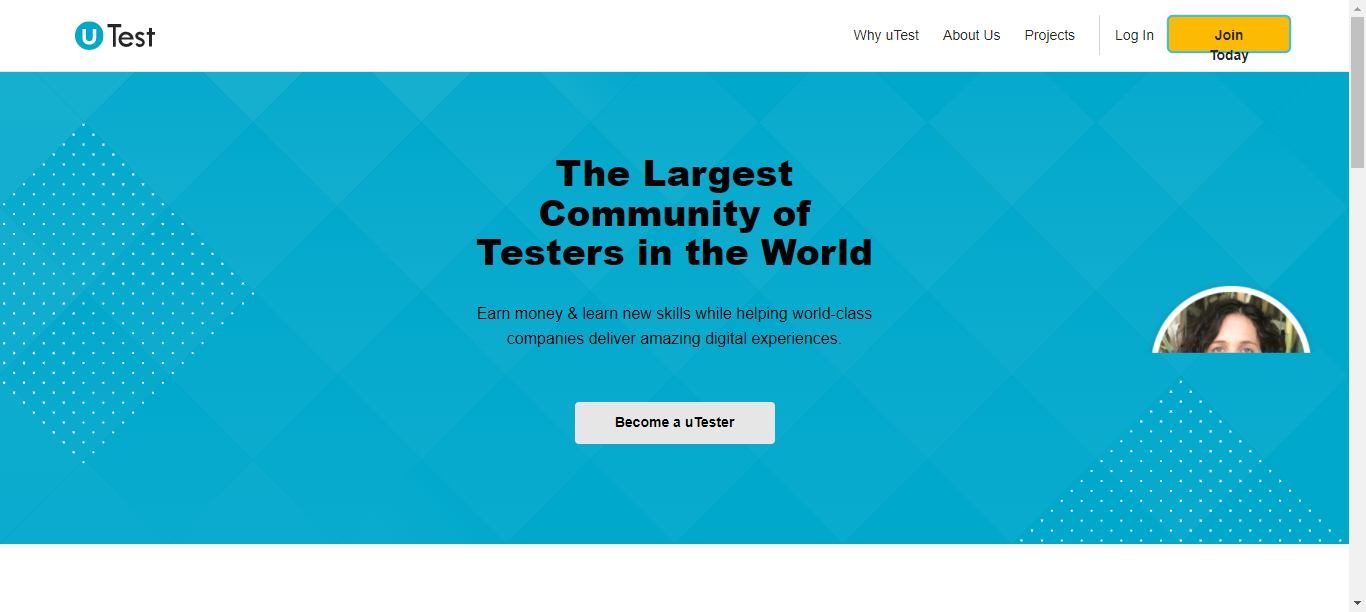 uTest
Why uTest
About Us
Projects
Log In
Join
Today
The Largest
Community of
Testers in the World
Earn money & learn new skills while helping world-class
companies deliver amazing digital experiences.
Become a uTester